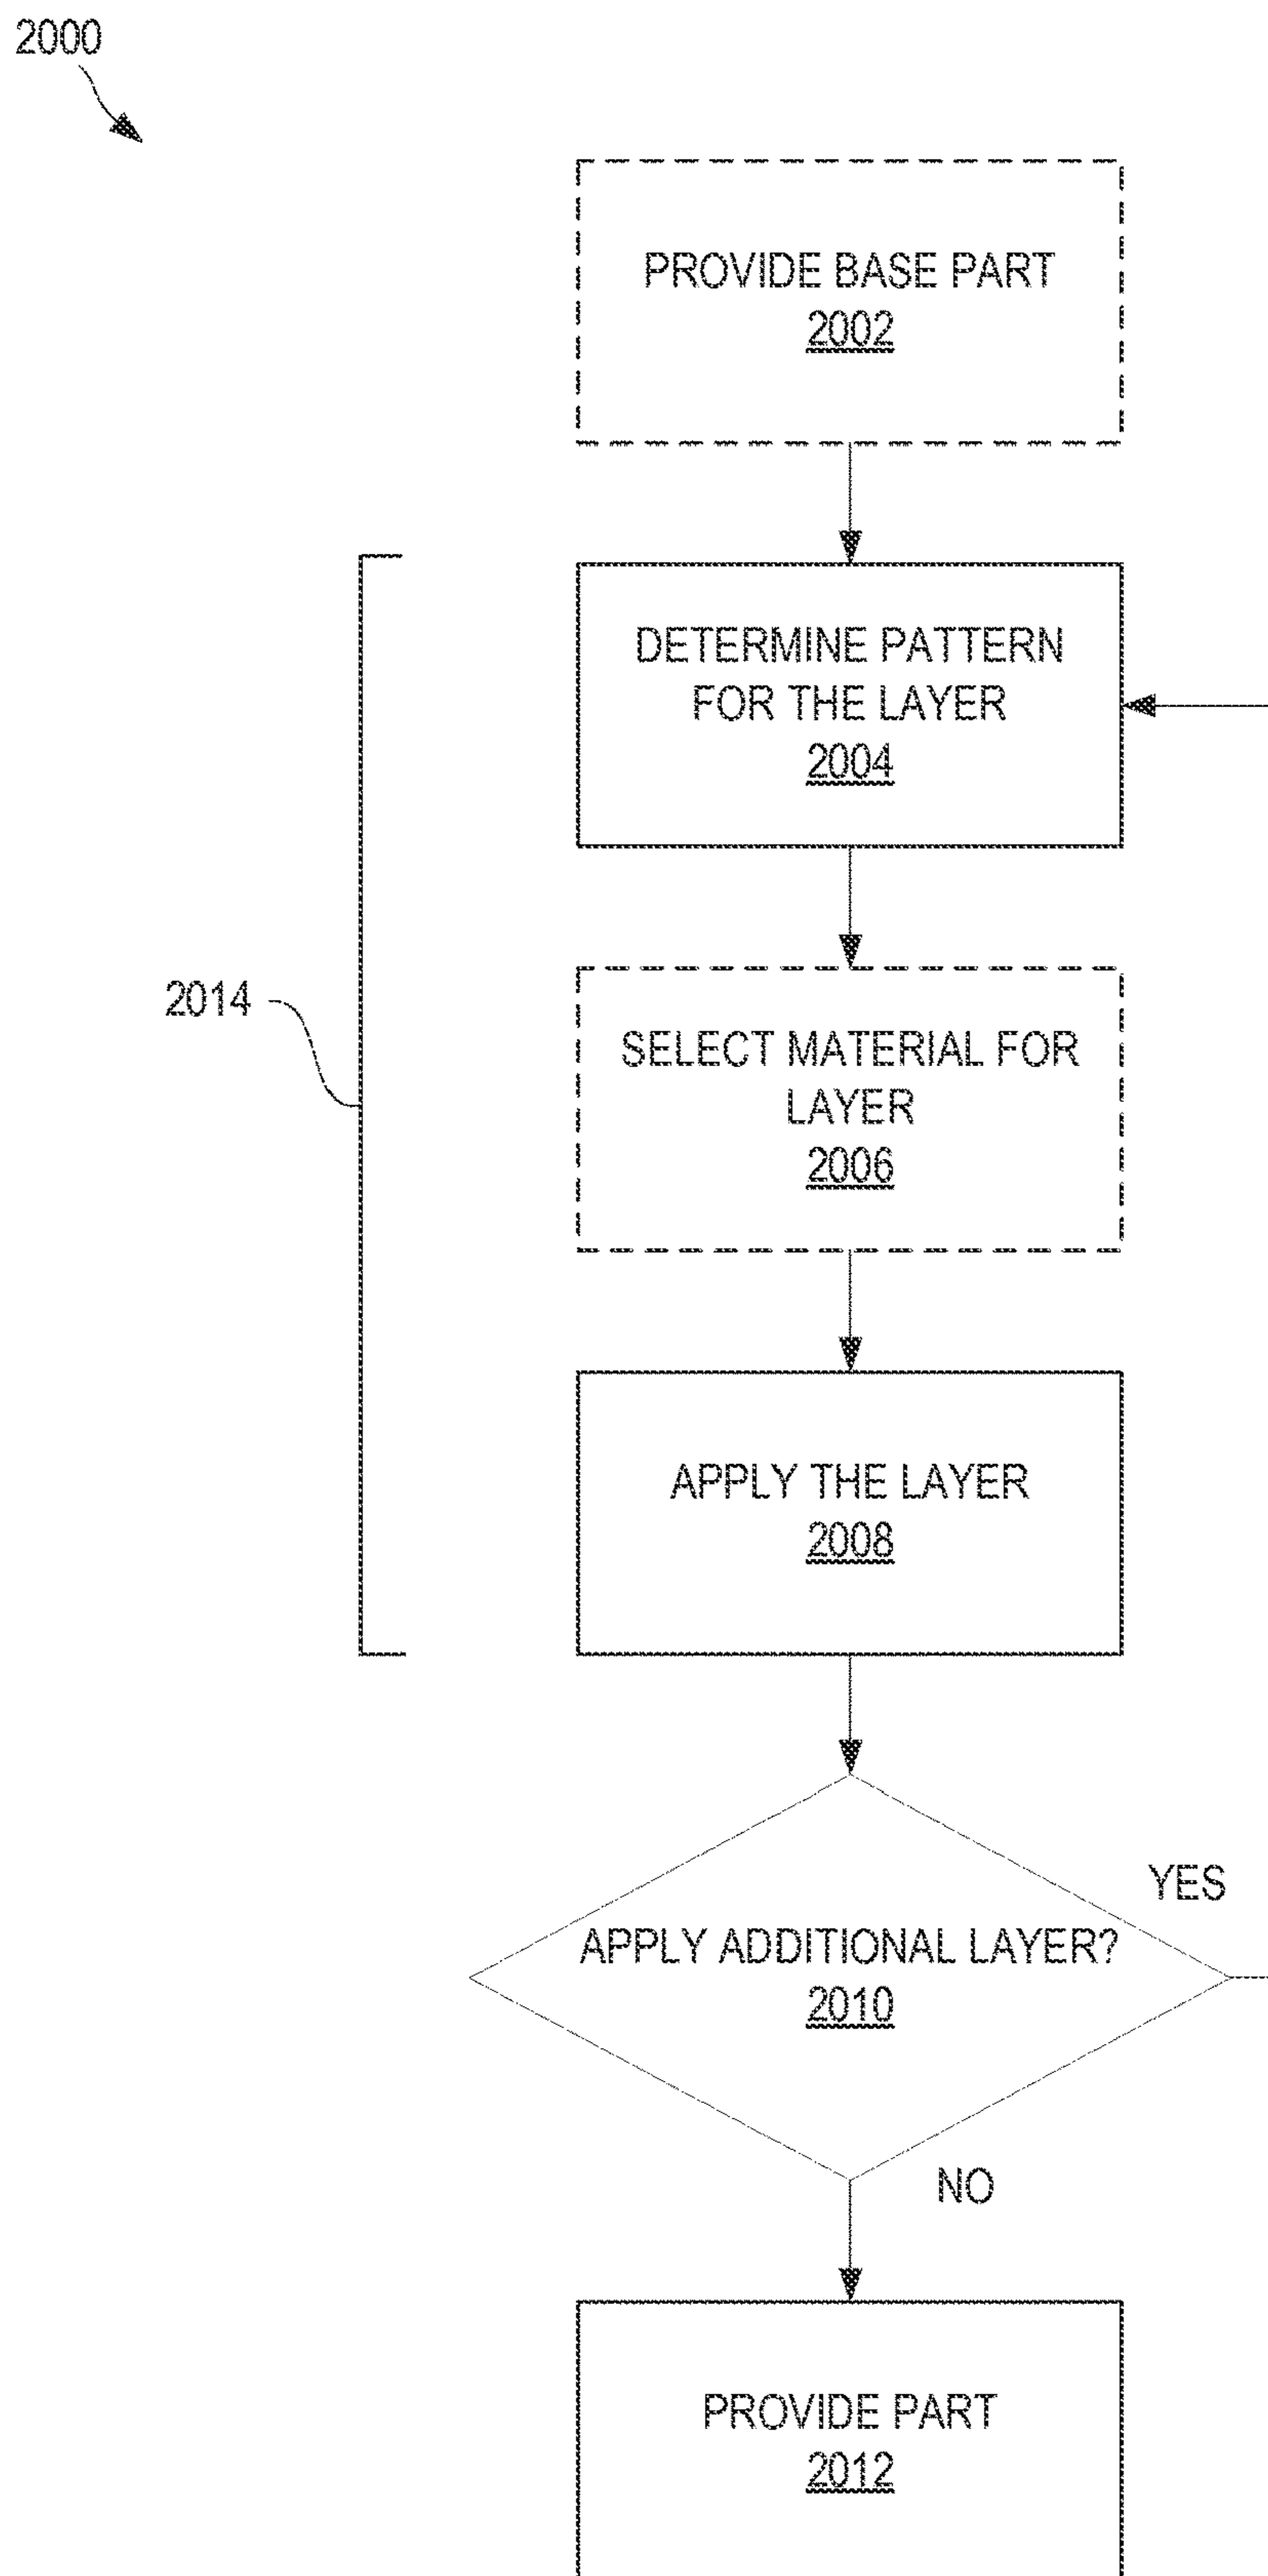 2000
PROVIDE BASE PART
2002
DETERMINE PATTERN
FOR THE LAYER
2004
2014
SELECT MATERIAL FOR
LAYER
2006
APPLY THE LAYER
2008
YES
APPLY ADDITIONAL LAYER?
2010
NO
PROVIDE PART
2012